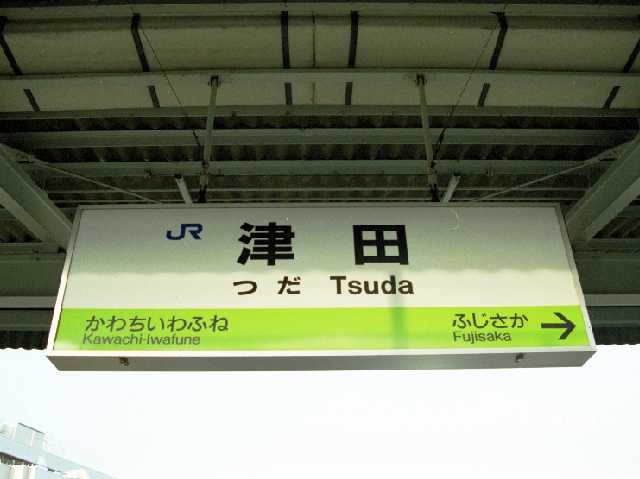 JR 津田
つだ Tsuda
かわちいわふね ふじさか →
Kawachi-Iwafune Fujisaka